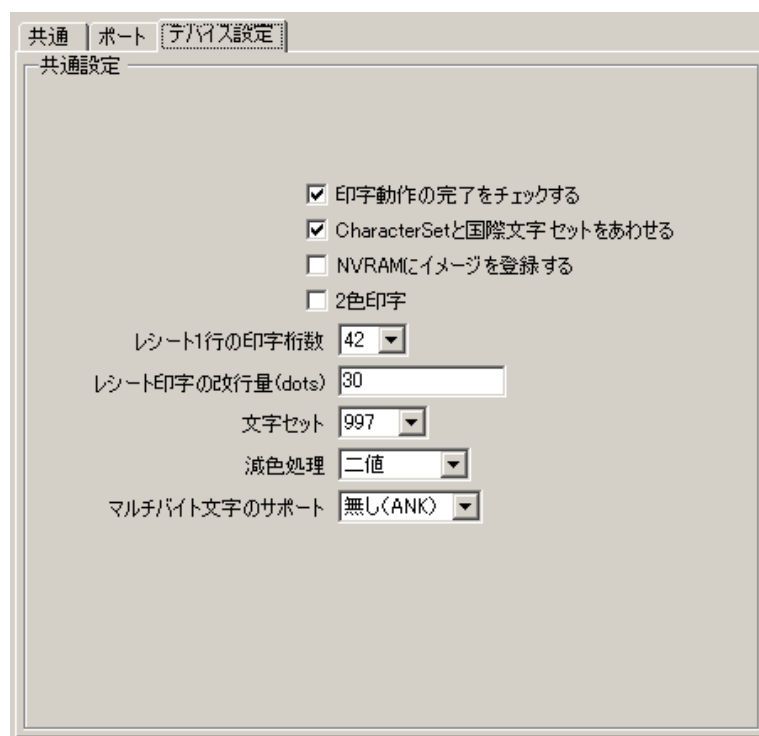 共通 ポート デバイス設定
共通設定
印字動作の完了をチェックする
CharacterSetと国際文字セットをあわせる
NVRAMにイメージを登録する
2色印字
レシート1行の印字桁数 42
レシート印字の改行量(dots) 30
文字セット 997
減色処理 二値
マルチバイト文字のサポート 無し(ANK)